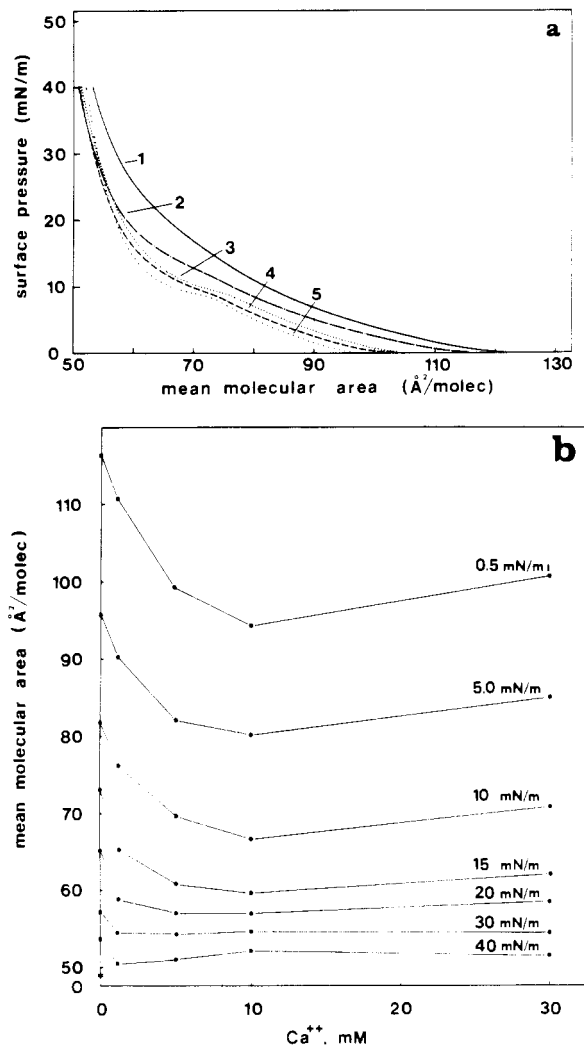 a
surface pressure (mN/m)
50
40
30
20
10
0
1
2
3
4
5
50 70 90 110 130
mean molecular area (Å²/molec)
b
mean molecular area (Å²/molec)
110
100
90
80
70
60
50
0
0.5 mN/m
5.0 mN/m
10 mN/m
15 mN/m
20 mN/m
30 mN/m
40 mN/m
0 10 20 30
Ca⁺⁺, mM